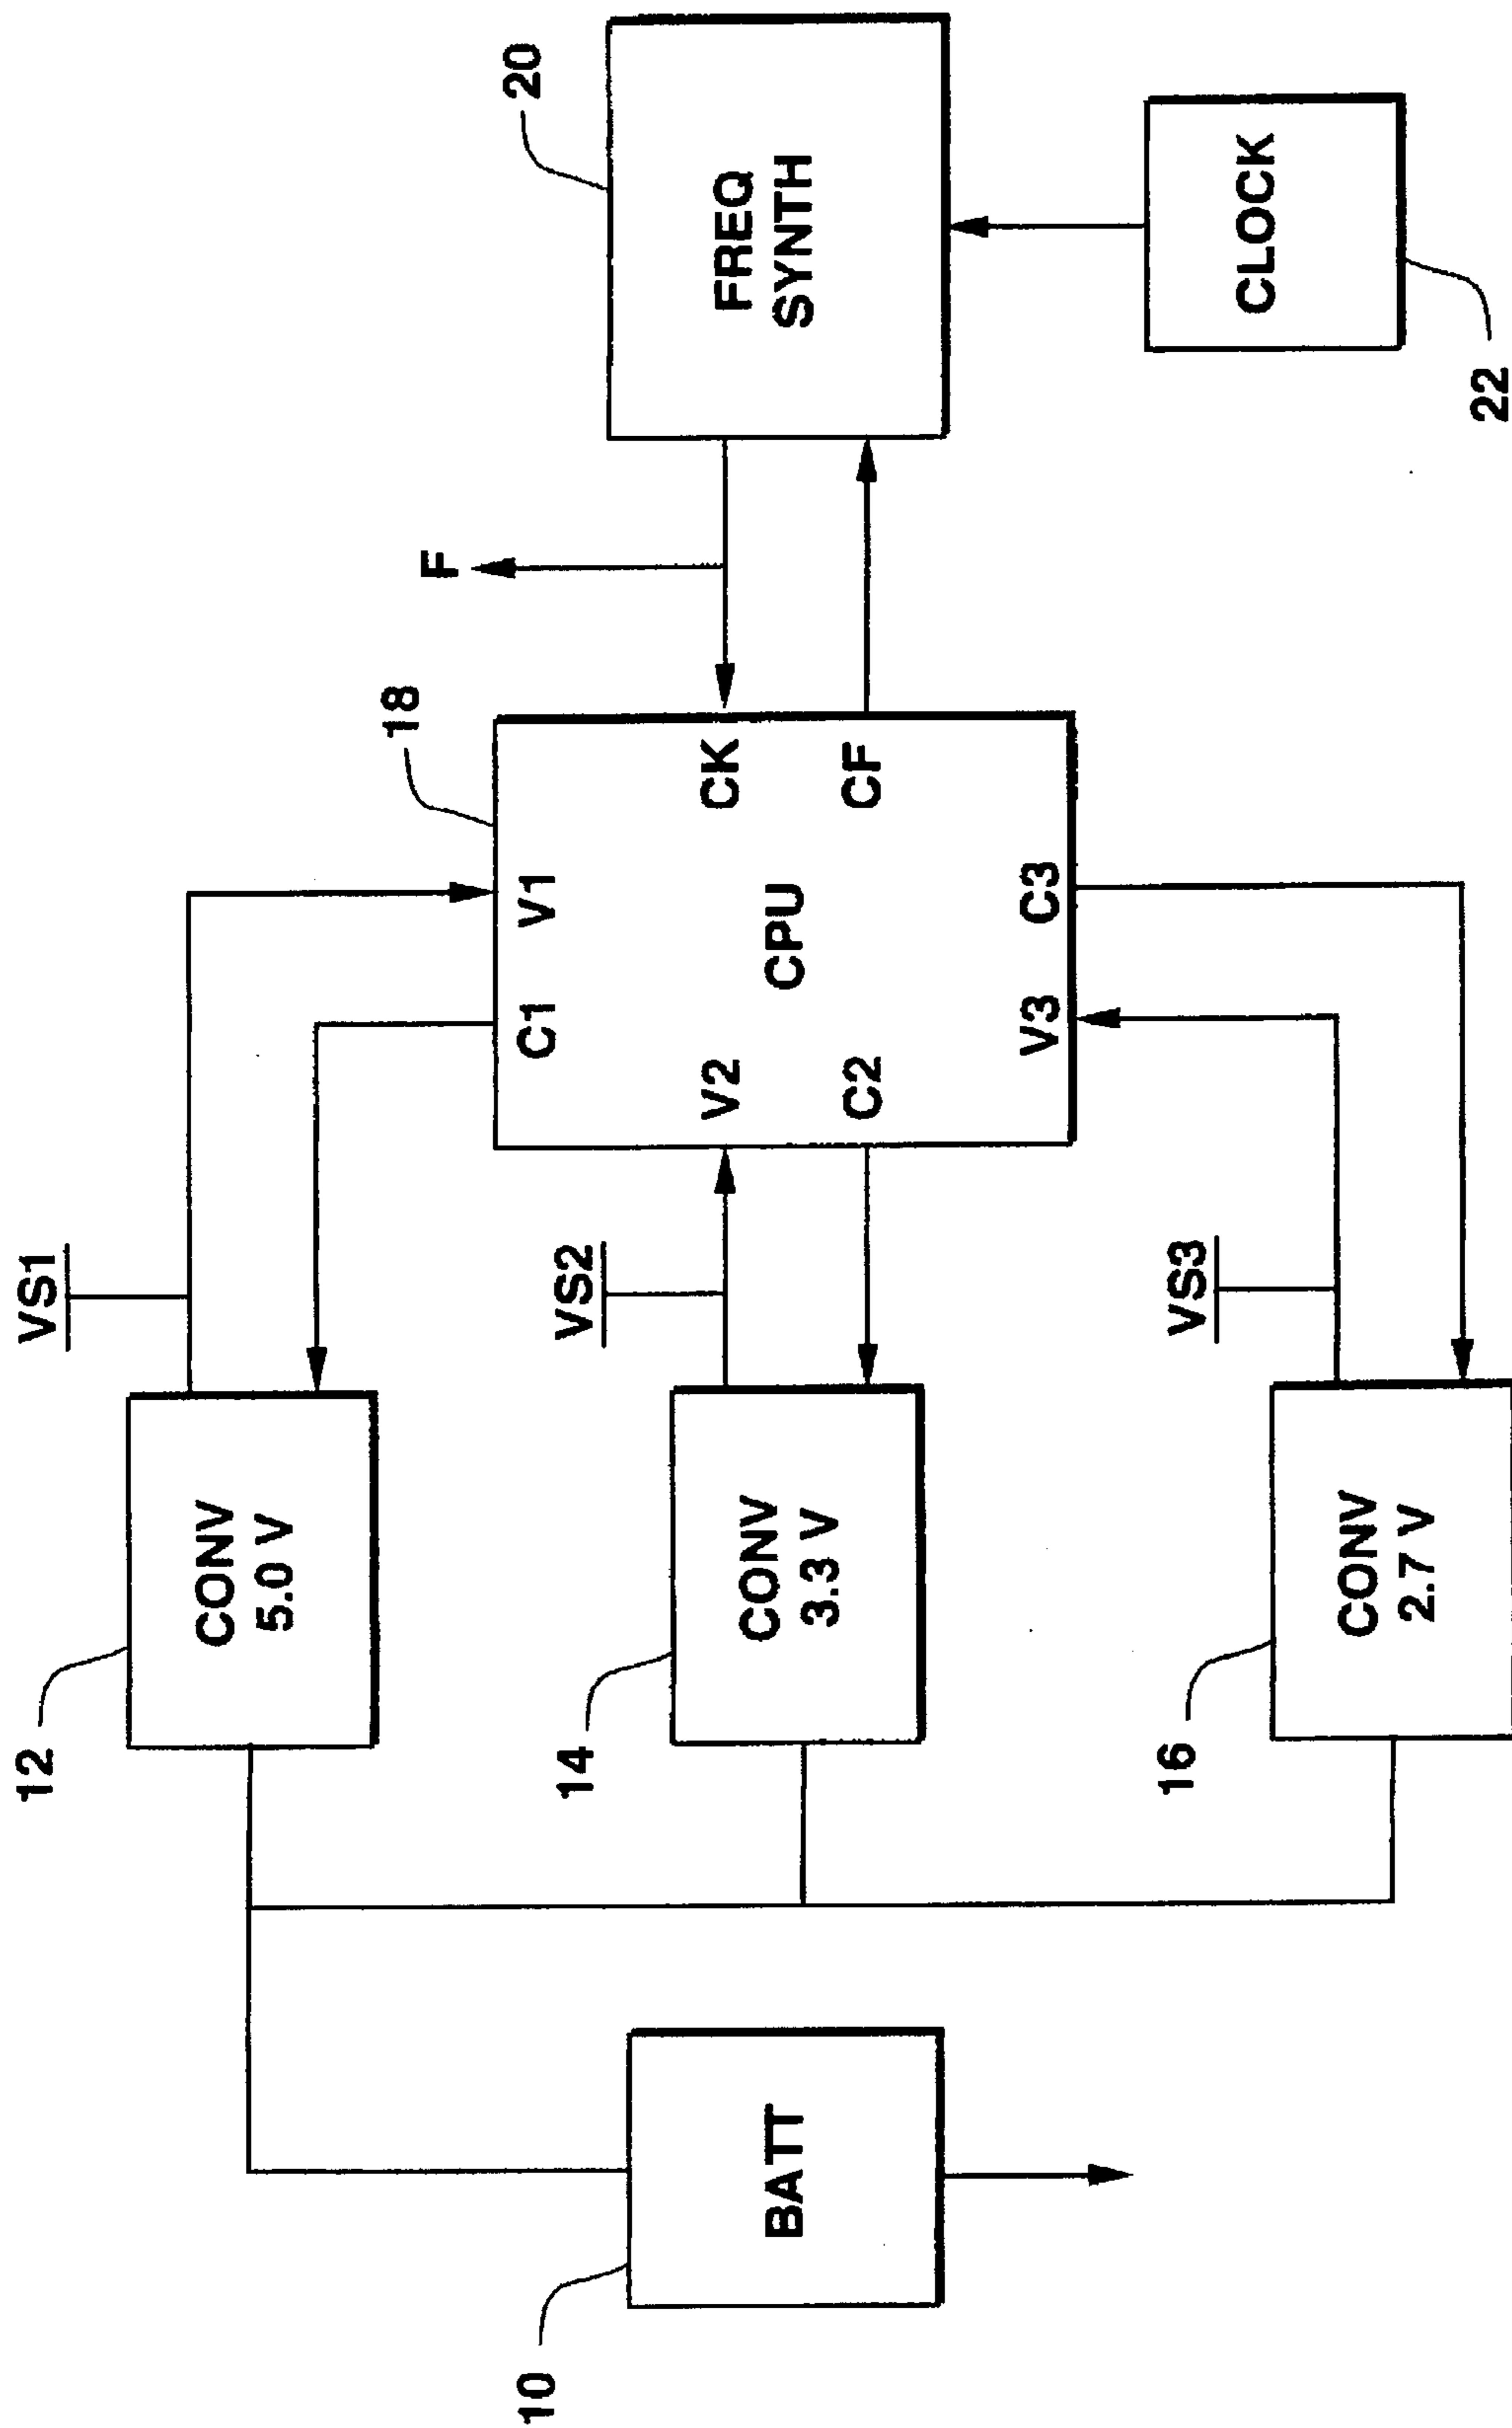 VS1
12
CONV
5.0 V
10
BATT
14
CONV
3.3 V
VS2
16
CONV
2.7 V
VS3
18
C1
V1
V2
C2
CPU
CK
CF
V3
C3
F
20
FREQ
SYNTH
CLOCK
22